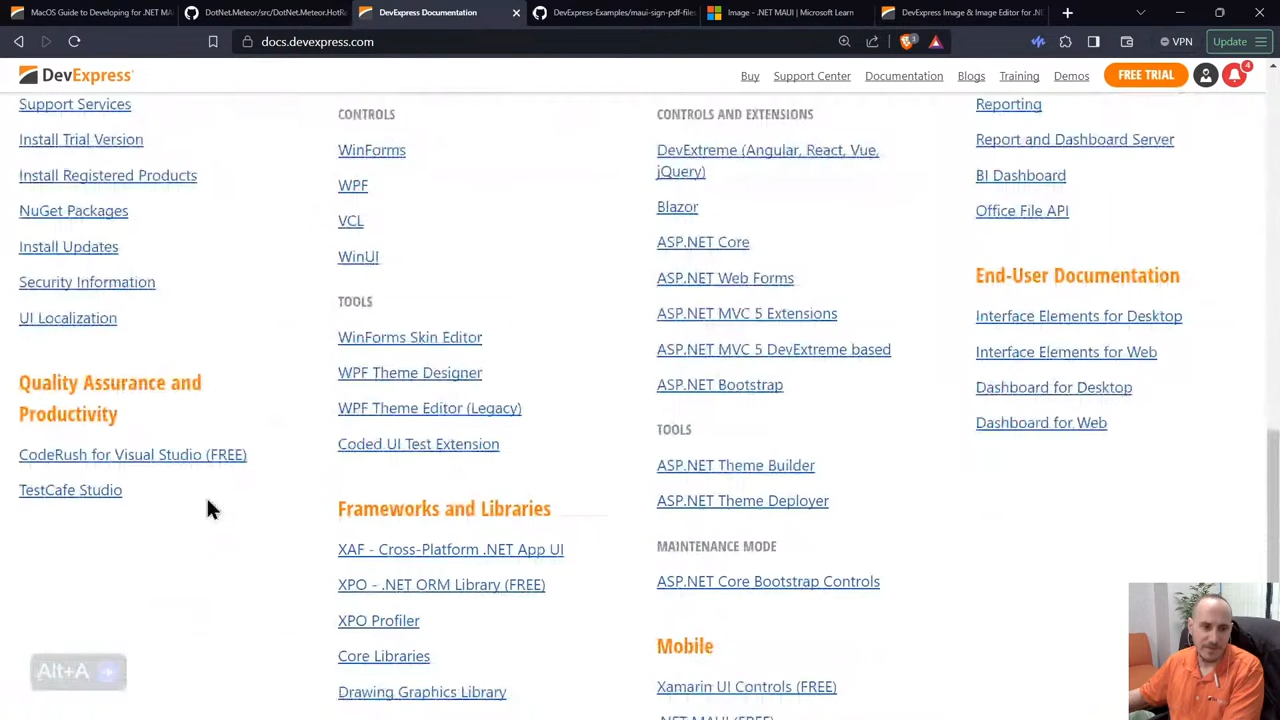 MacOS Guide to Developing for .NET MA
DotNet.Meteor/src/DotNet.Meteor.HotRe
DevExpress Documentation
DevExpress-Examples/maui-sign-pdf-files
Image - .NET MAUI | Microsoft Learn
DevExpress Image & Image Editor for .NE
docs.devexpress.com
VPN
Update
DevExpress
Buy
Support Center
Documentation
Blogs
Training
Demos
FREE TRIAL
4
Support Services
Install Trial Version
Install Registered Products
NuGet Packages
Install Updates
Security Information
UI Localization
Quality Assurance and
Productivity
CodeRush for Visual Studio (FREE)
TestCafe Studio
CONTROLS
WinForms
WPF
VCL
WinUI
TOOLS
WinForms Skin Editor
WPF Theme Designer
WPF Theme Editor (Legacy)
Coded UI Test Extension
Frameworks and Libraries
XAF - Cross-Platform .NET App UI
XPO - .NET ORM Library (FREE)
XPO Profiler
Core Libraries
Drawing Graphics Library
CONTROLS AND EXTENSIONS
DevExtreme (Angular, React, Vue,
jQuery)
Blazor
ASP.NET Core
ASP.NET Web Forms
ASP.NET MVC 5 Extensions
ASP.NET MVC 5 DevExtreme based
ASP.NET Bootstrap
TOOLS
ASP.NET Theme Builder
ASP.NET Theme Deployer
MAINTENANCE MODE
ASP.NET Core Bootstrap Controls
Mobile
Xamarin UI Controls (FREE)
.NET MAUI (FREE)
Reporting
Report and Dashboard Server
BI Dashboard
Office File API
End-User Documentation
Interface Elements for Desktop
Interface Elements for Web
Dashboard for Desktop
Dashboard for Web
Alt+A